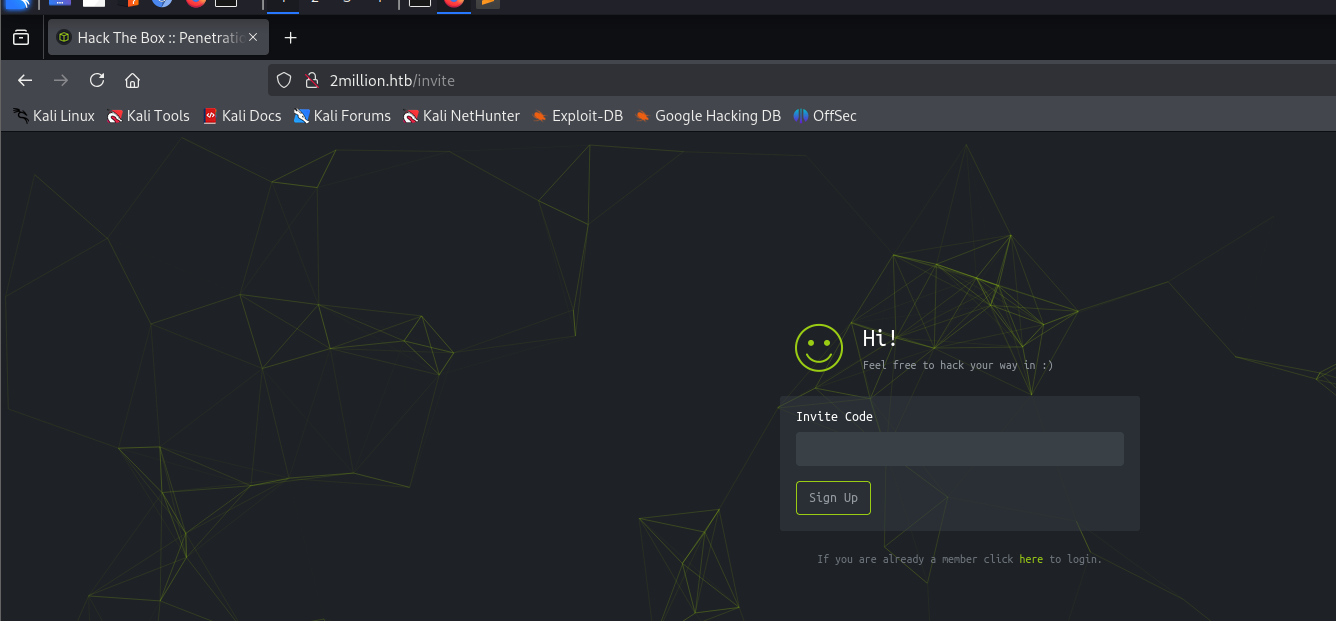 Hack The Box :: Penetratio
2million.htb/invite
Kali Linux Kali Tools Kali Docs Kali Forums Kali NetHunter Exploit-DB Google Hacking DB OffSec
Hi!
Feel free to hack your way in :)
Invite Code
Sign Up
If you are already a member click here to login.